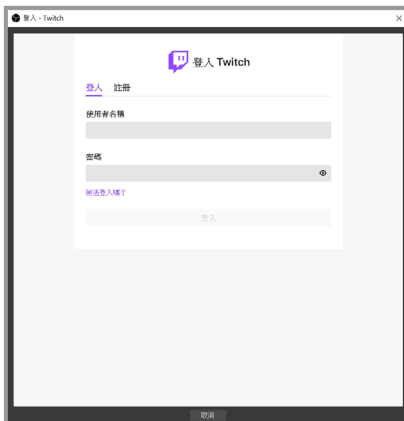 登入 - Twitch
登入 Twitch
登入 註冊
使用者名稱
密碼
無法登入嗎？
登入
取消